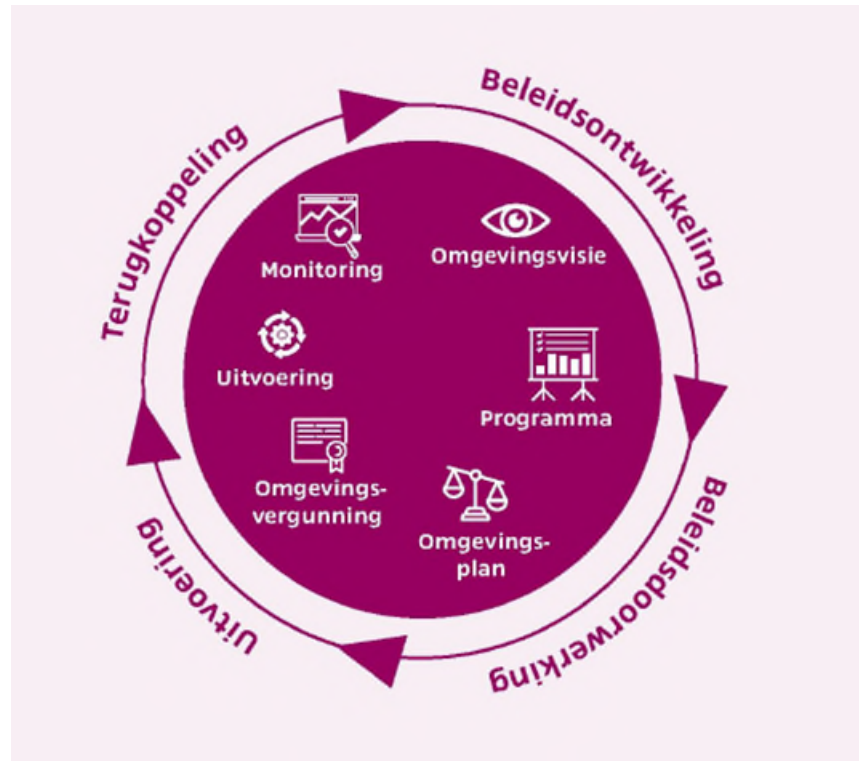 Beleidsontwikkeling
Terugkoppeling
Monitoring
Omgevingsvisie
Uitvoering
Programma
Omgevings-
vergunning
Omgevings-
plan
Beleidsdoorwerking
Uitvoering